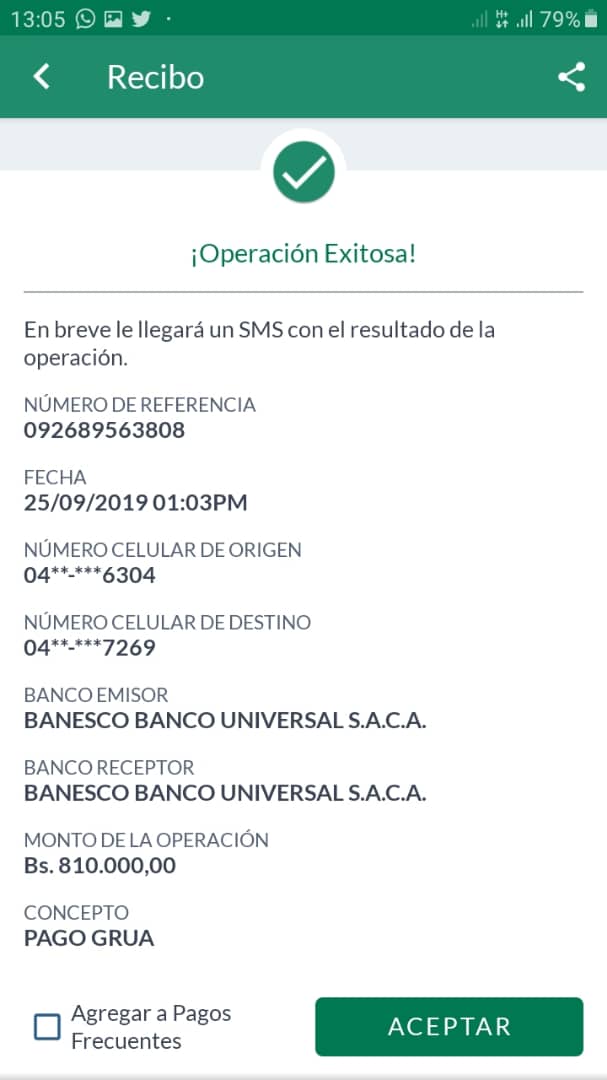 13:05
H+
79%
Recibo
¡Operación Exitosa!
En breve le llegará un SMS con el resultado de la
operación.
NÚMERO DE REFERENCIA
092689563808
FECHA
25/09/2019 01:03PM
NÚMERO CELULAR DE ORIGEN
04**-***6304
NÚMERO CELULAR DE DESTINO
04**-***7269
BANCO EMISOR
BANESCO BANCO UNIVERSAL S.A.C.A.
BANCO RECEPTOR
BANESCO BANCO UNIVERSAL S.A.C.A.
MONTO DE LA OPERACIÓN
Bs. 810.000,00
CONCEPTO
PAGO GRUA
Agregar a Pagos
Frecuentes
ACEPTAR